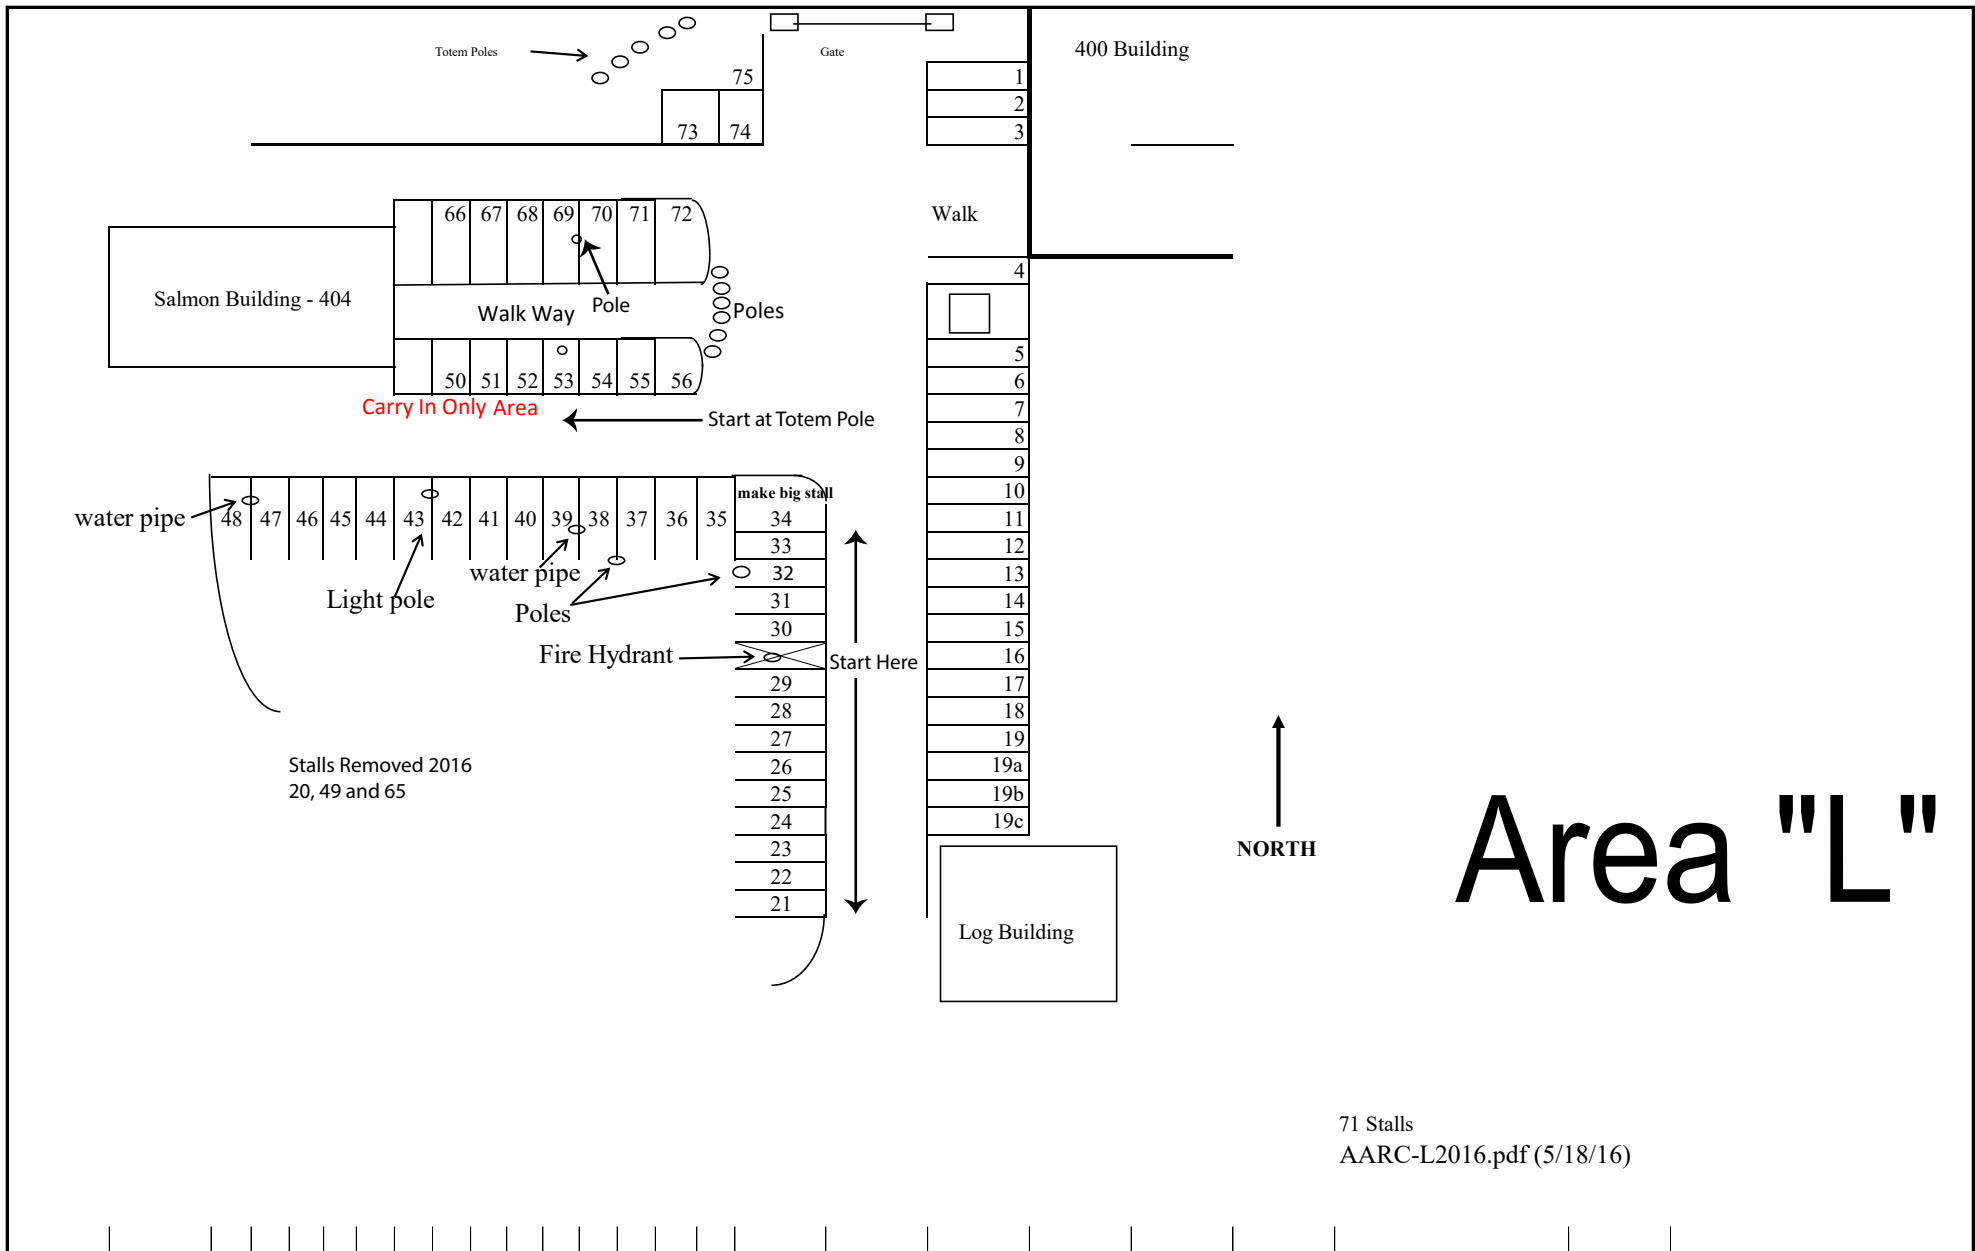 Totem Poles
Gate
400 Building
75
73 74
1
2
3
Walk
66 67 68 69 70 71 72
Salmon Building - 404
Walk Way
Pole
Poles
50 51 52 53 54 55 56
Carry In Only Area
Start at Totem Pole
4
5
6
7
8
9
10
11
12
13
14
15
16
17
18
19
19a
19b
19c
make big stall
48 47 46 45 44 43 42 41 40 39 38 37 36 35 34
33
32
31
30
29
28
27
26
25
24
23
22
21
water pipe
water pipe
Light pole
Poles
Fire Hydrant
Start Here
Stalls Removed 2016
20, 49 and 65
NORTH
Area "L"
Log Building
71 Stalls
AARC-L2016.pdf (5/18/16)